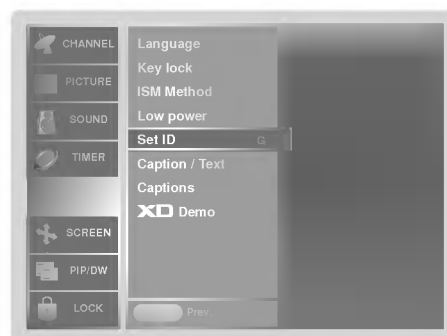 CHANNEL
PICTURE
SOUND
TIMER
SCREEN
PIP/DW
LOCK
Language
Key lock
ISM Method
Low power
Set ID G
Caption / Text
Captions
XD Demo
Prev.